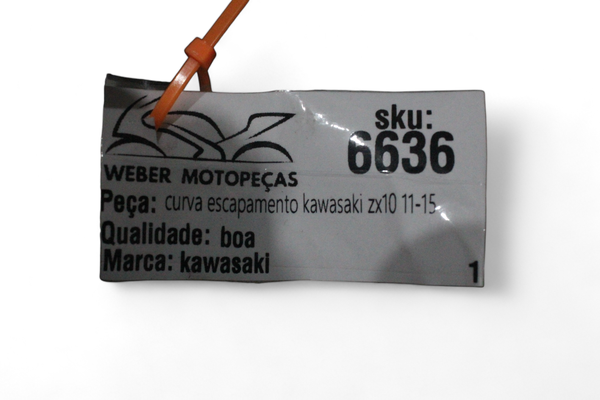 sku:
6636
WEBER MOTOPEÇAS
Peça: curva escapamento kawasaki zx10 11-15
Qualidade: boa
Marca: kawasaki
1